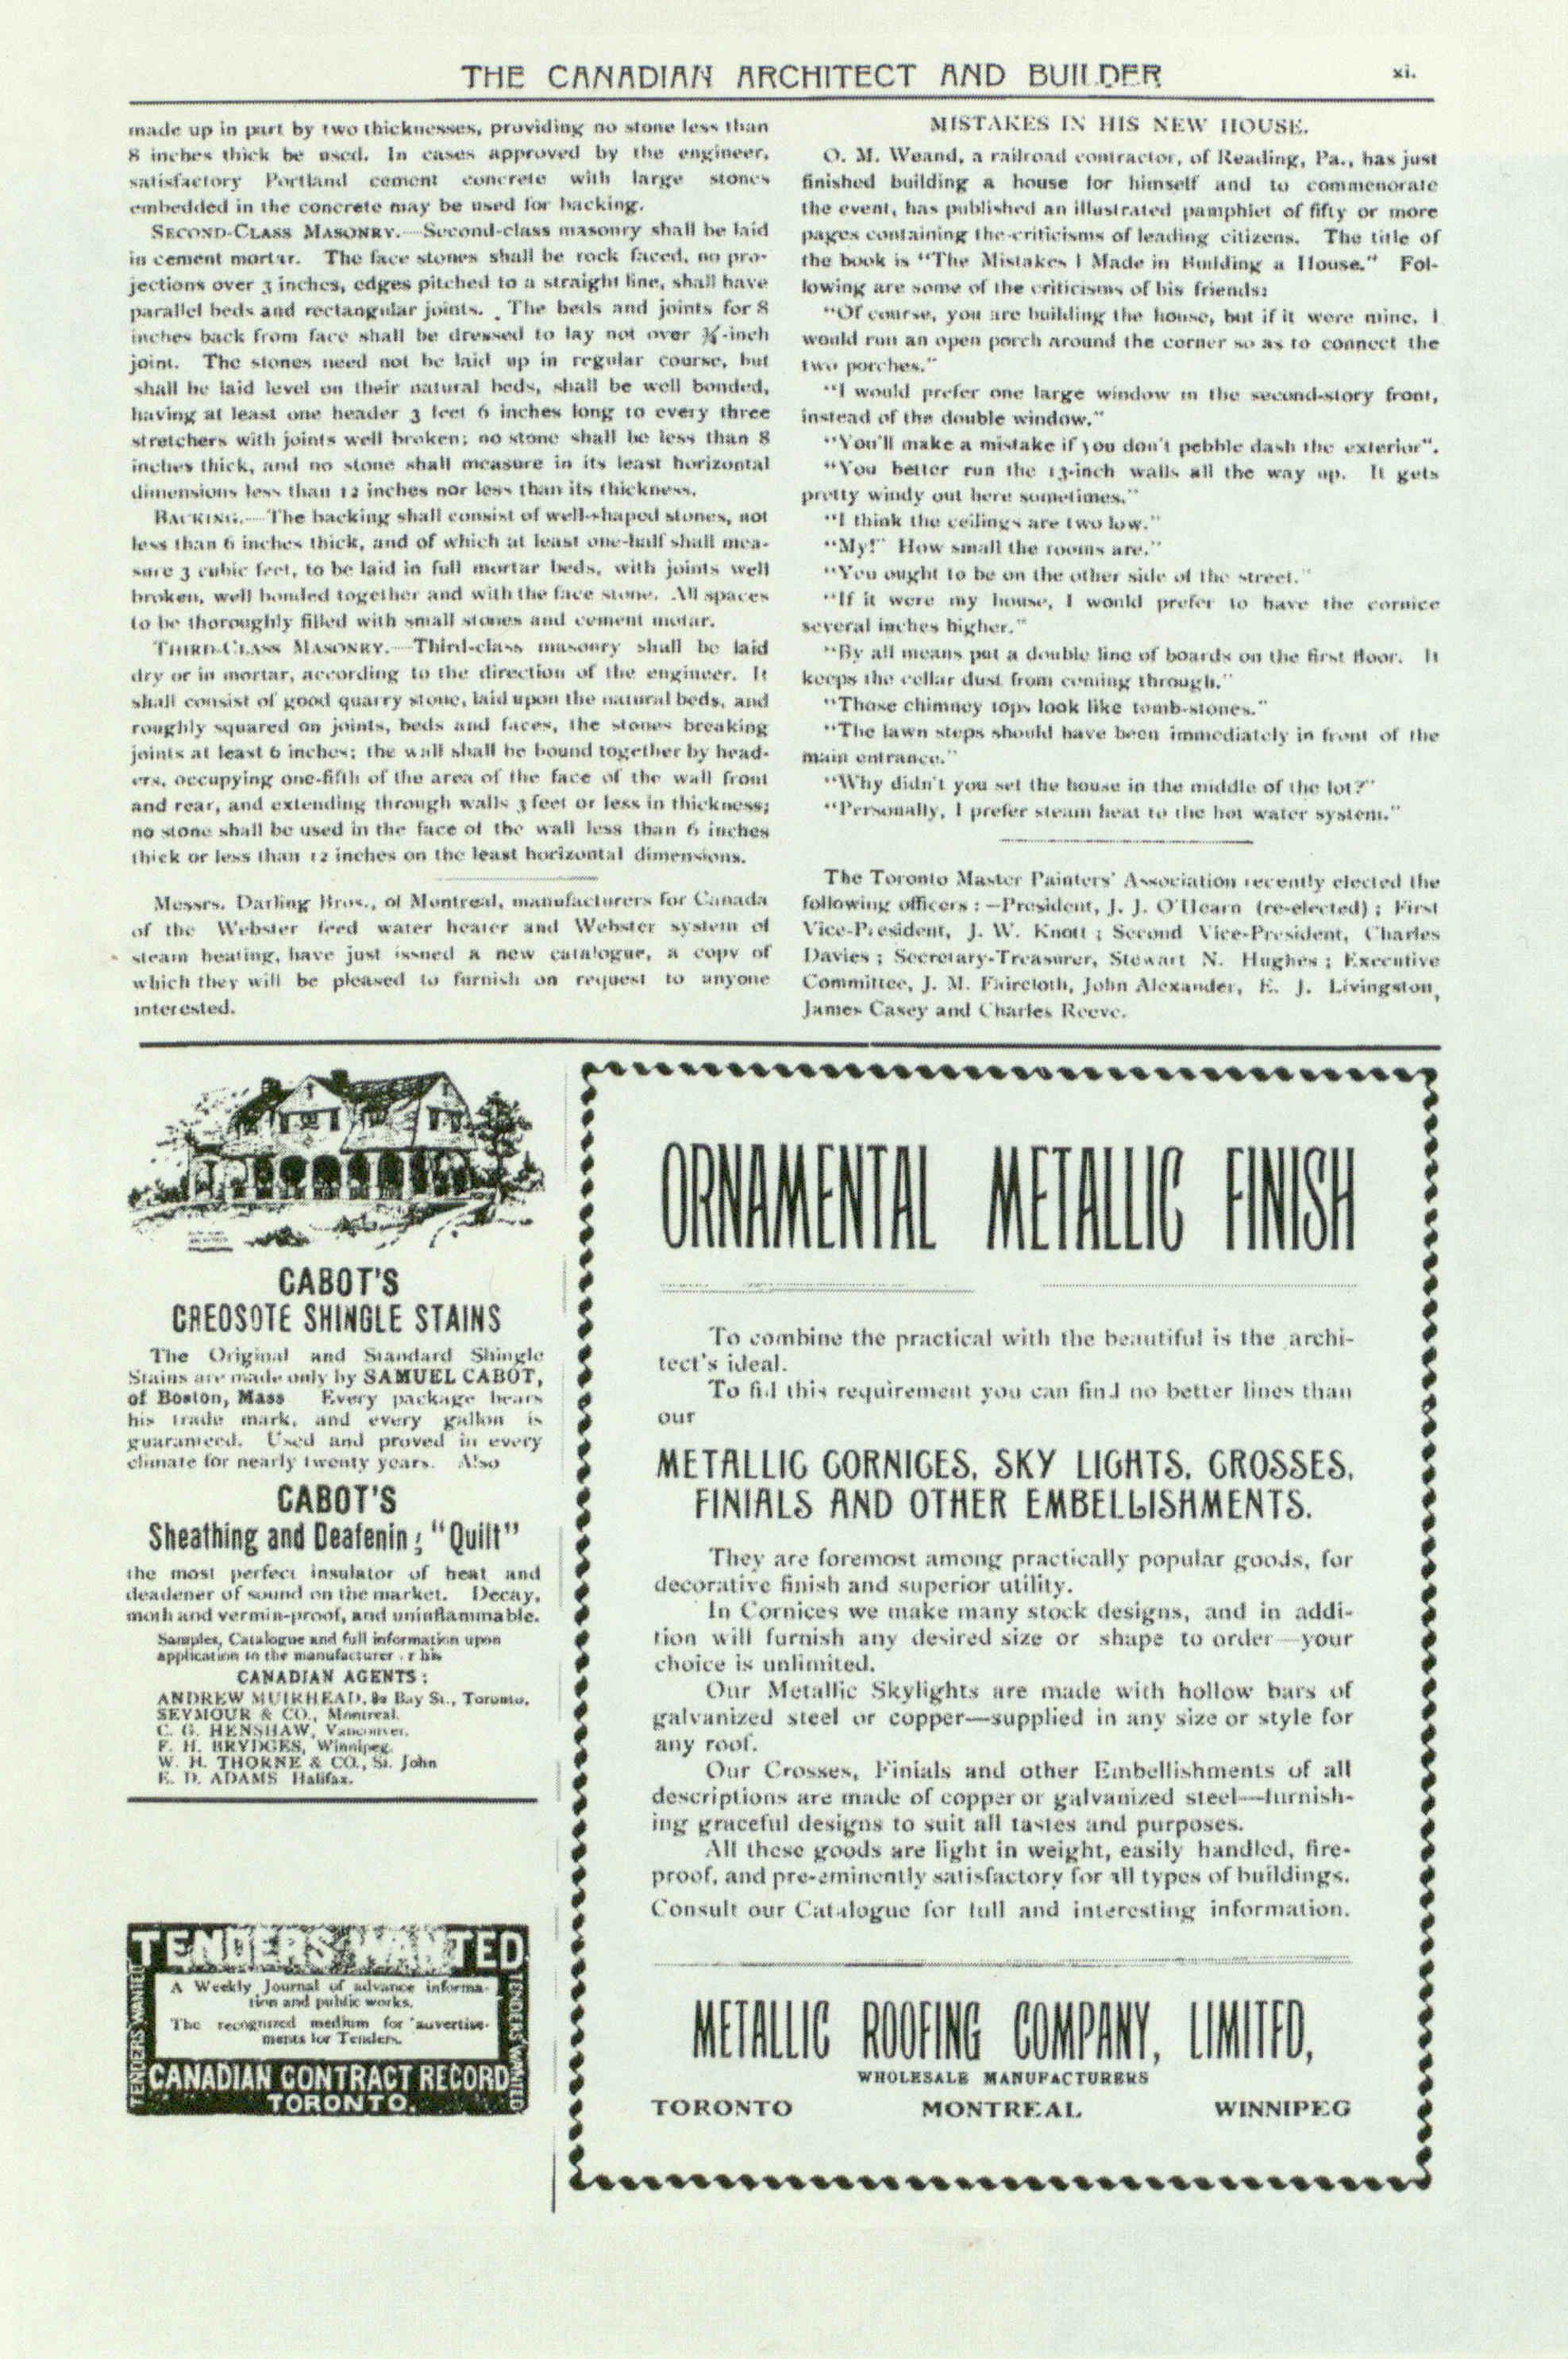 THE CANADIAN ARCHITECT AND BUILDER
xi.
made up in part by two thicknesses, providing no stone less than
8 inches thick be used. In cases approved by the engineer,
satisfactory Portland cement concrete with large stones
embedded in the concrete may be used for backing.
SECOND-CLASS MASONRY.—Second-class masonry shall be laid
in cement mortar. The face stones shall be rock faced, no pro-
jections over 3 inches, edges pitched to a straight line, shall have
parallel beds and rectangular joints. The beds and joints for 8
inches back from face shall be dressed to lay not over -inch
joint. The stones need not be laid up in regular course, but
shall be laid level on their natural beds, shall be well bonded,
having at least one header 3 feet 6 inches long to every three
stretchers with joints well broken; no stone shall be less than 8
inches thick, and no stone shall measure in its least horizontal
dimensions less than 12 inches nor less than its thickness.
BACKING.—The backing shall consist of well-shaped stones, not
less than 6 inches thick, and of which at least one-half shall mea-
sure 3 cubic feet, to be laid in full mortar beds, with joints well
broken, well bonded together and with the face stone. All spaces
to be thoroughly filled with small stones and cement motar.
THIRD-CLASS MASONRY.—Third-class masonry shall be laid
dry or in mortar, according to the direction of the engineer. It
shall consist of good quarry stone, laid upon the natural beds, and
roughly squared on joints, beds and faces, the stones breaking
joints at least 6 inches; the wall shall be bound together by head-
ers, occupying one-fifth of the area of the face of the wall front
and rear, and extending through walls 3 feet or less in thickness;
no stone shall be used in the face of the wall less than 6 inches
thick or less than 12 inches on the least horizontal dimensions.
Messrs. Darling Bros., of Montreal, manufacturers for Canada
of the Webster feed water heater and Webster system of
steam heating, have just issued a new catalogue, a copy of
which they will be pleased to furnish on request to anyone
interested.
MISTAKES IN HIS NEW HOUSE.
O. M. Weand, a railroad contractor, of Reading, Pa., has just
finished building a house for himself and to commenorate
the event, has published an illustrated pamphlet of fifty or more
pages containing the criticisms of leading citizens. The title of
the book is "The Mistakes I Made in Building a House." Fol-
lowing are some of the criticisms of his friends:
"Of course, you are building the house, but if it were mine, I
would run an open porch around the corner so as to connect the
two porches."
"I would prefer one large window in the second-story front,
instead of the double window."
"You'll make a mistake if you don't pebble dash the exterior".
"You better run the 13-inch walls all the way up. It gets
pretty windy out here sometimes."
"I think the ceilings are two low."
"My!" How small the rooms are."
"You ought to be on the other side of the street."
"If it were my house, I would prefer to have the cornice
several inches higher."
"By all means put a double line of boards on the first floor. It
keeps the cellar dust from coming through."
"Those chimney tops look like tomb-stones."
"The lawn steps should have been immediately in front of the
main entrance."
"Why didn't you set the house in the middle of the lot?"
"Personally, I prefer steam heat to the hot water system."
The Toronto Master Painters' Association recently elected the
following officers :—President, J. J. O'Hearn (re-elected) ; First
Vice-President, J. W. Knott ; Second Vice-President, Charles
Davies ; Secretary-Treasurer, Stewart N. Hughes ; Executive
Committee, J. M. Faircloth, John Alexander, E. J. Livingston,
James Casey and Charles Reeve.
CABOT'S
CREOSOTE SHINGLE STAINS
The Original and Standard Shingle
Stains are made only by SAMUEL CABOT,
of Boston, Mass Every package bears
his trade mark, and every gallon is
guaranteed. Used and proved in every
climate for nearly twenty years. Also
CABOT'S
Sheathing and Deafening "Quilt"
the most perfect insulator of heat and
deadener of sound on the market. Decay,
moth and vermin-proof, and uninflammable.
Samples, Catalogue and full information upon
application to the manufacturer or his
CANADIAN AGENTS :
ANDREW MUIRHEAD, 82 Bay St., Toronto.
SEYMOUR & CO., Montreal.
C. G. HENSHAW, Vancouver.
F. H. BRYDGES, Winnipeg.
W. H. THORNE & CO., St. John
E. D. ADAMS Halifax.
TENDERS WANTED
TENDERS WANTED
TENDERS WANTED
A Weekly Journal of advance informa-
tion and public works.
The recognized medium for advertise-
ments for Tenders.
CANADIAN CONTRACT RECORD
TORONTO.
ORNAMENTAL METALLIC FINISH
To combine the practical with the beautiful is the archi-
tect's ideal.
To fill this requirement you can find no better lines than
our
METALLIC CORNICES, SKY LIGHTS, CROSSES,
FINIALS AND OTHER EMBELLISHMENTS.
They are foremost among practically popular goods, for
decorative finish and superior utility.
In Cornices we make many stock designs, and in addi-
tion will furnish any desired size or shape to order—your
choice is unlimited.
Our Metallic Skylights are made with hollow bars of
galvanized steel or copper—supplied in any size or style for
any roof.
Our Crosses, Finials and other Embellishments of all
descriptions are made of copper or galvanized steel—furnish-
ing graceful designs to suit all tastes and purposes.
All these goods are light in weight, easily handled, fire-
proof, and pre-eminently satisfactory for all types of buildings.
Consult our Catalogue for full and interesting information.
METALLIC ROOFING COMPANY, LIMITED,
WHOLESALE MANUFACTURERS
TORONTO MONTREAL WINNIPEG